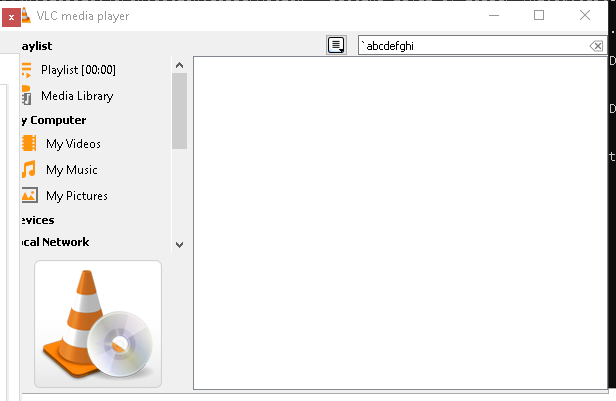 x
VLC media player
aylist
`abcdefghi
Playlist [00:00]
Media Library
y Computer
My Videos
My Music
My Pictures
evices
ocal Network
D
D
t